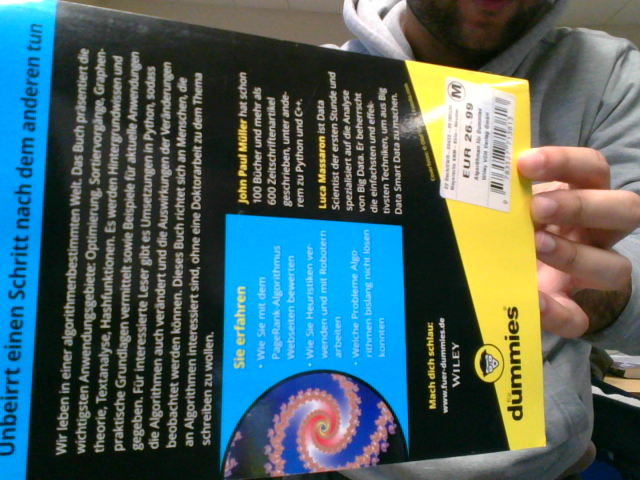 Unbeirrt einen Schritt nach dem anderen tun
Wir leben in einer algorithmenbestimmten Welt. Das Buch präsentiert die
wichtigsten Anwendungsgebiete: Optimierung, Sortiervorgänge, Graphen-
theorie, Textanalyse, Hashfunktionen. Es werden Hintergrundwissen und
praktische Grundlagen vermittelt sowie Beispiele für aktuelle Anwendungen
gegeben. Für interessierte Leser gibt es Umsetzungen in Python, sodass
die Algorithmen auch verändert und die Auswirkungen der Veränderungen
beobachtet werden können. Dieses Buch richtet sich an Menschen, die
an Algorithmen interessiert sind, ohne eine Doktorarbeit zu dem Thema
schreiben zu wollen.
Sie erfahren
• Wie Sie mit dem
PageRank-Algorithmus
Webseiten bewerten
• Wie Sie Heuristiken ver-
wenden und mit Robotern
arbeiten
• Welche Probleme Algo-
rithmen bislang nicht lösen
konnten
John Paul Müller hat schon
100 Bücher und mehr als
600 Zeitschriftenartikel
geschrieben, unter ande-
rem zu Python und C++.
Luca Massaron ist Data
Scientist der ersten Stunde und
spezialisiert auf die Analyse
von Big Data. Er beherrscht
die einfachsten und effek-
tivsten Techniken, um aus Big
Data Smart Data zu machen.
Mach dich schlau:
www.fuer-dummies.de
WILEY
für
dummies
M
EUR 26.99
Algorithmen für Dummies
Wiley VCH Verlag GmbH